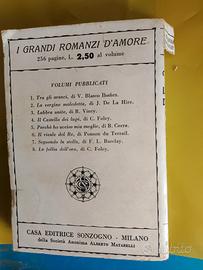 I GRANDI ROMANZI D'AMORE
256 pagine, L. 2,50 al volume
VOLUMI PUBBLICATI
1. Fra gli aranci, di V. Blasco Ibañez.
2. La vergine maledetta, di J. De La Hire.
3. Labbra unite, di R. Vincy.
4. Il Castello dei lupi, di C. Foley.
5. Perchè ho ucciso mia moglie, di B. Corra.
6. Il rivale del Re, di Ponson du Terrail.
7. Seguendo la stella, di F. L. Barclay.
8. La follia dell'oro, di C. Foley.
CASA EDITRICE SONZOGNO - MILANO
della Società Anonima ALBERTO MATARELLI
subito